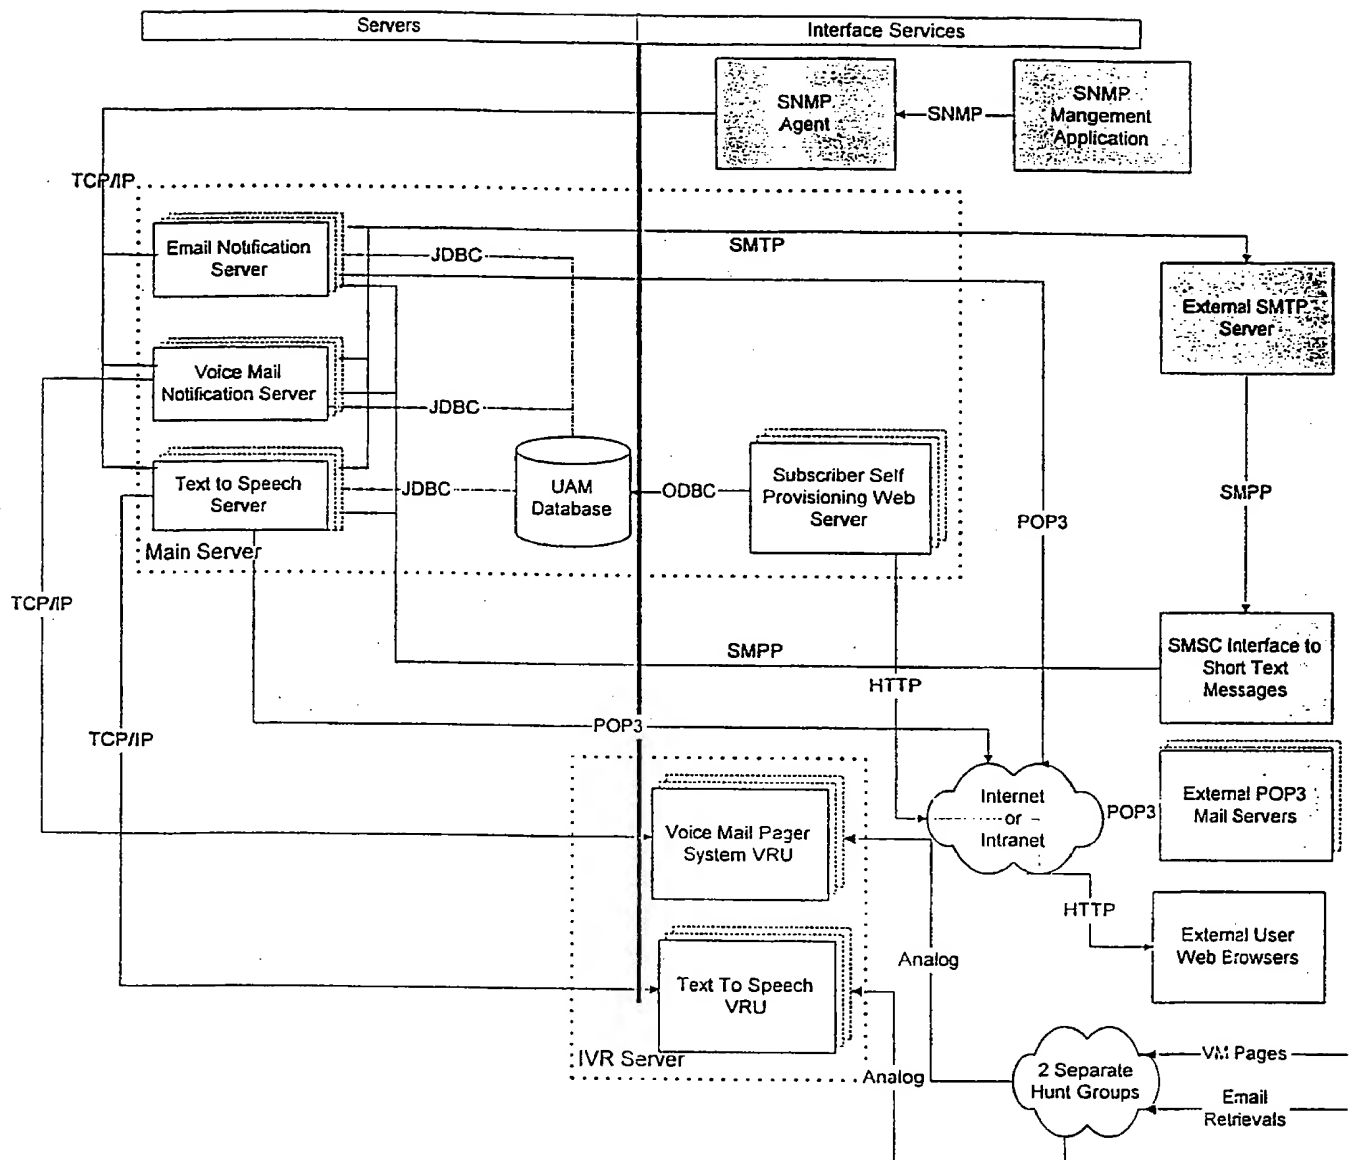 Servers
Interface Services
SNMP
Agent
SNMP
SNMP
Mangement
Application
TCP/IP
Email Notification
Server
JDBC
SMTP
External SMTP
Server
Voice Mail
Notification Server
JDBC
Text to Speech
Server
JDBC
UAM
Database
ODBC
Subscriber Self
Provisioning Web
Server
POP3
SMPP
Main Server
TCP/IP
SMPP
SMSC Interface to
Short Text
Messages
HTTP
POP3
TCP/IP
Voice Mail Pager
System VRU
Internet
or
Intranet
POP3
External POP3
Mail Servers
HTTP
External User
Web Browsers
Analog
Text To Speech
VRU
IVR Server
Analog
2 Separate
Hunt Groups
VM Pages
Email
Retrievals